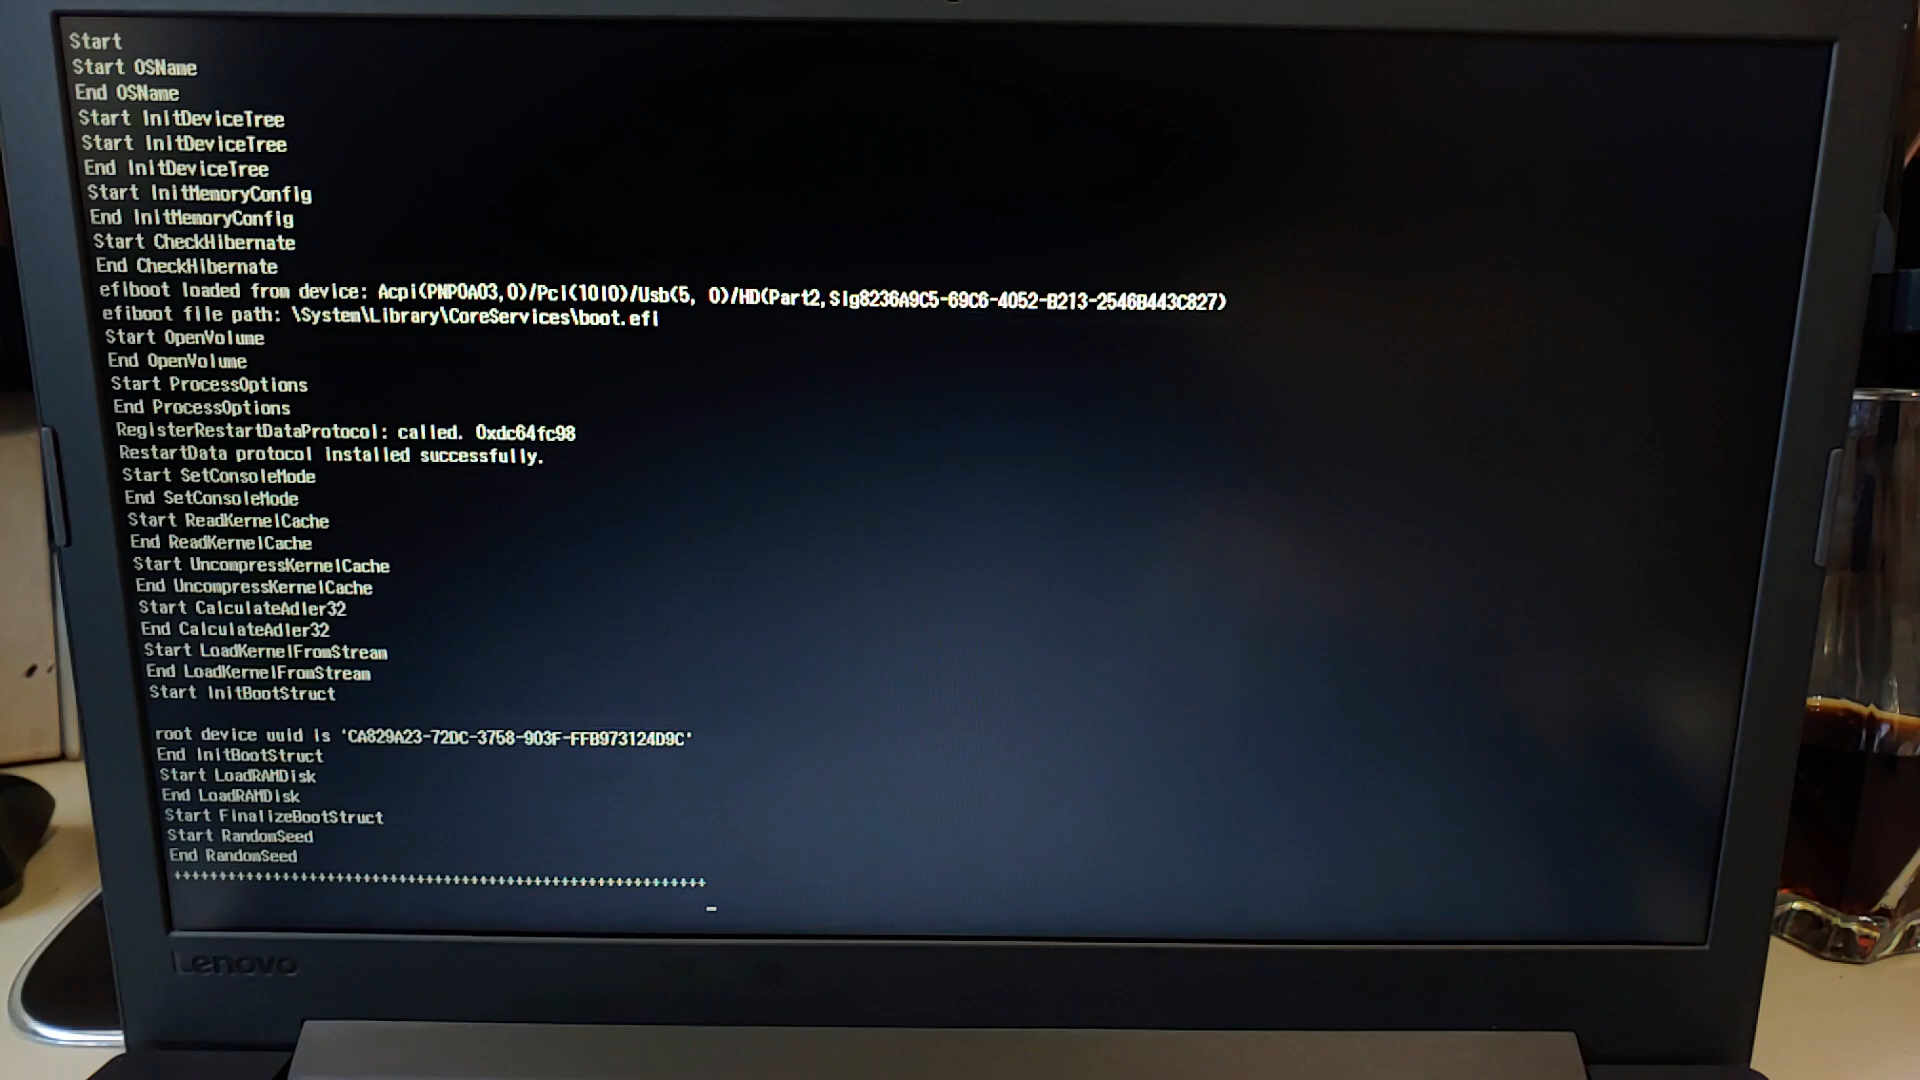 Start
Start OSName
End OSName
Start InitDeviceTree
Start InitDeviceTree
End InitDeviceTree
Start InitMemoryConfig
End InitMemoryConfig
Start CheckHibernate
End CheckHibernate
efiboot loaded from device: Acpi(PNP0A03,0)/Pci(10|0)/Usb(5, 0)/HD(Part2,Sig8236A9C5-69C6-4052-B213-2546B443C827)
efiboot file path: \System\Library\CoreServices\boot.efi
Start OpenVolume
End OpenVolume
Start ProcessOptions
End ProcessOptions
RegisterRestartDataProtocol: called. 0xdc64fc98
RestartData protocol installed successfully.
Start SetConsoleMode
End SetConsoleMode
Start ReadKernelCache
End ReadKernelCache
Start UncompressKernelCache
End UncompressKernelCache
Start CalculateAdler32
End CalculateAdler32
Start LoadKernelFromStream
End LoadKernelFromStream
Start InitBootStruct
root device uuid is 'CA829A23-72DC-3758-903F-FFB973124D9C'
End InitBootStruct
Start LoadRAMDisk
End LoadRAMDisk
Start FinalizeBootStruct
Start RandomSeed
End RandomSeed
+++++++++++++++++++++++++++++++++++++++++++++++++++++++++++
_
Lenovo